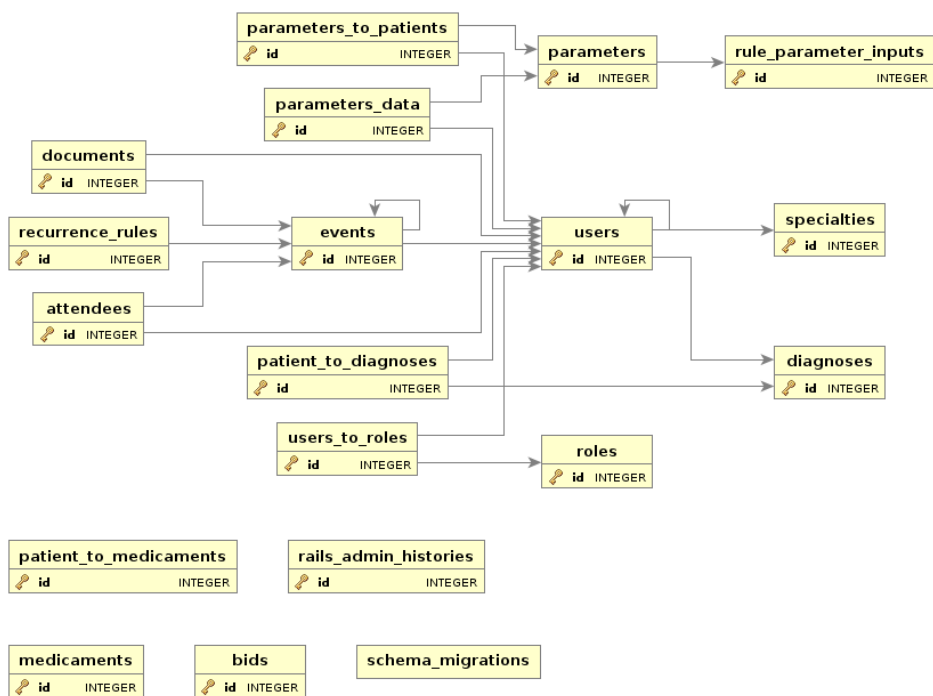 parameters_to_patients
id INTEGER
parameters
id INTEGER
rule_parameter_inputs
id INTEGER
parameters_data
id INTEGER
documents
id INTEGER
recurrence_rules
id INTEGER
events
id INTEGER
users
id INTEGER
specialties
id INTEGER
attendees
id INTEGER
patient_to_diagnoses
id INTEGER
diagnoses
id INTEGER
users_to_roles
id INTEGER
roles
id INTEGER
patient_to_medicaments
id INTEGER
rails_admin_histories
id INTEGER
medicaments
id INTEGER
bids
id INTEGER
schema_migrations